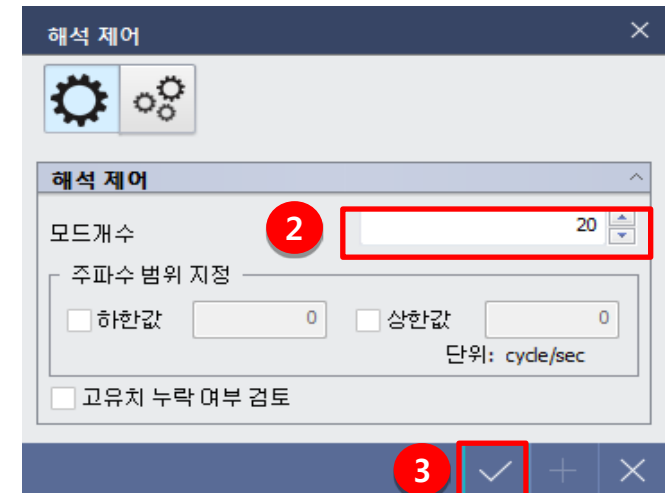 해석 제어
해석 제어
모드개수 2 20
주파수 범위 지정
하한값 0 상한값 0
단위: cycle/sec
고유치 누락 여부 검토
3